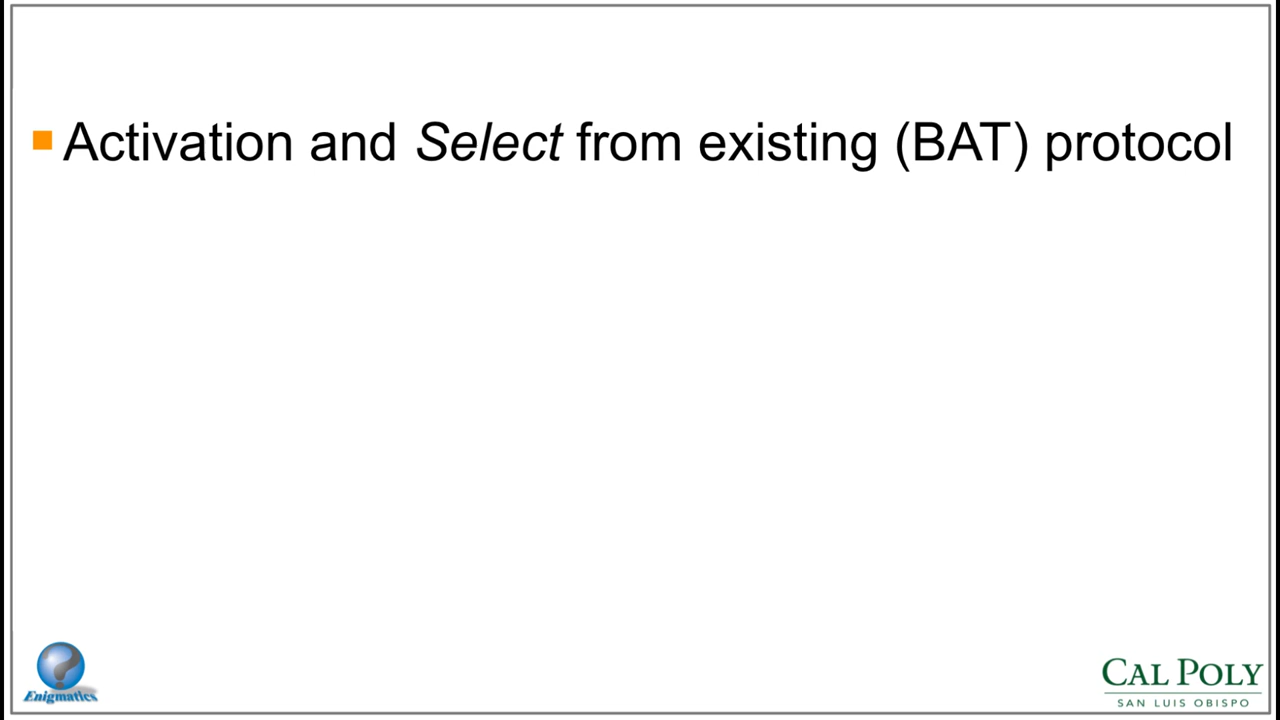 Activation and Select from existing (BAT) protocol
Enigmatics
CAL POLY
SAN LUIS OBISPO